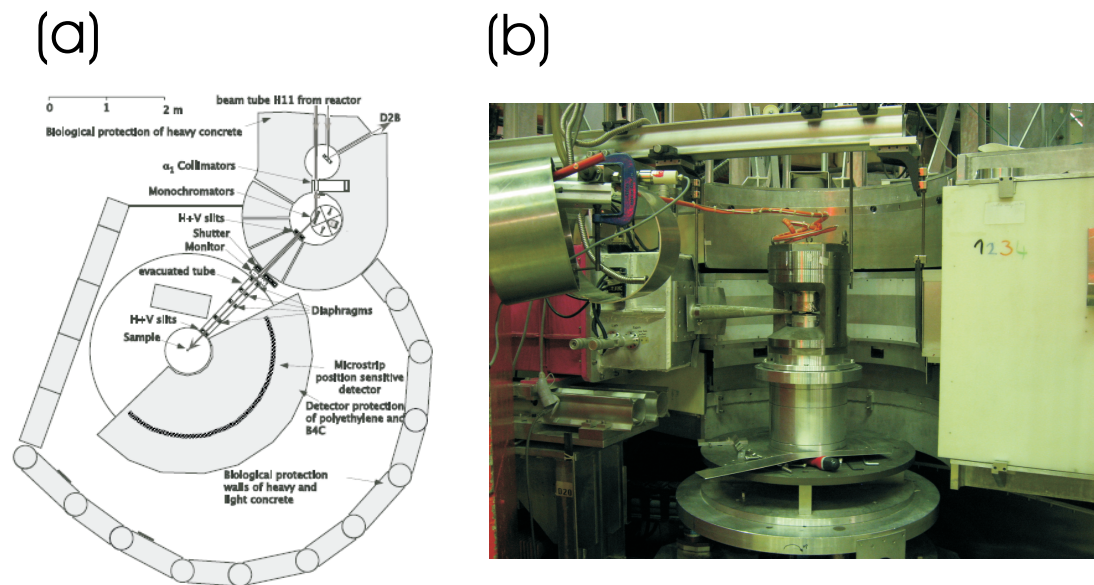 (a)
(b)
0 1 2 m
beam tube H11 from reactor
D2B
Biological protection of heavy concrete
α1 Collimators
Monochromators
H+V slits
Shutter
Monitor
evacuated tube
Diaphragms
H+V slits
Sample
Microstrip
position sensitive
detector
Detector protection
of polyethylene and
B4C
Biological protection
walls of heavy and
light concrete
1234
D20